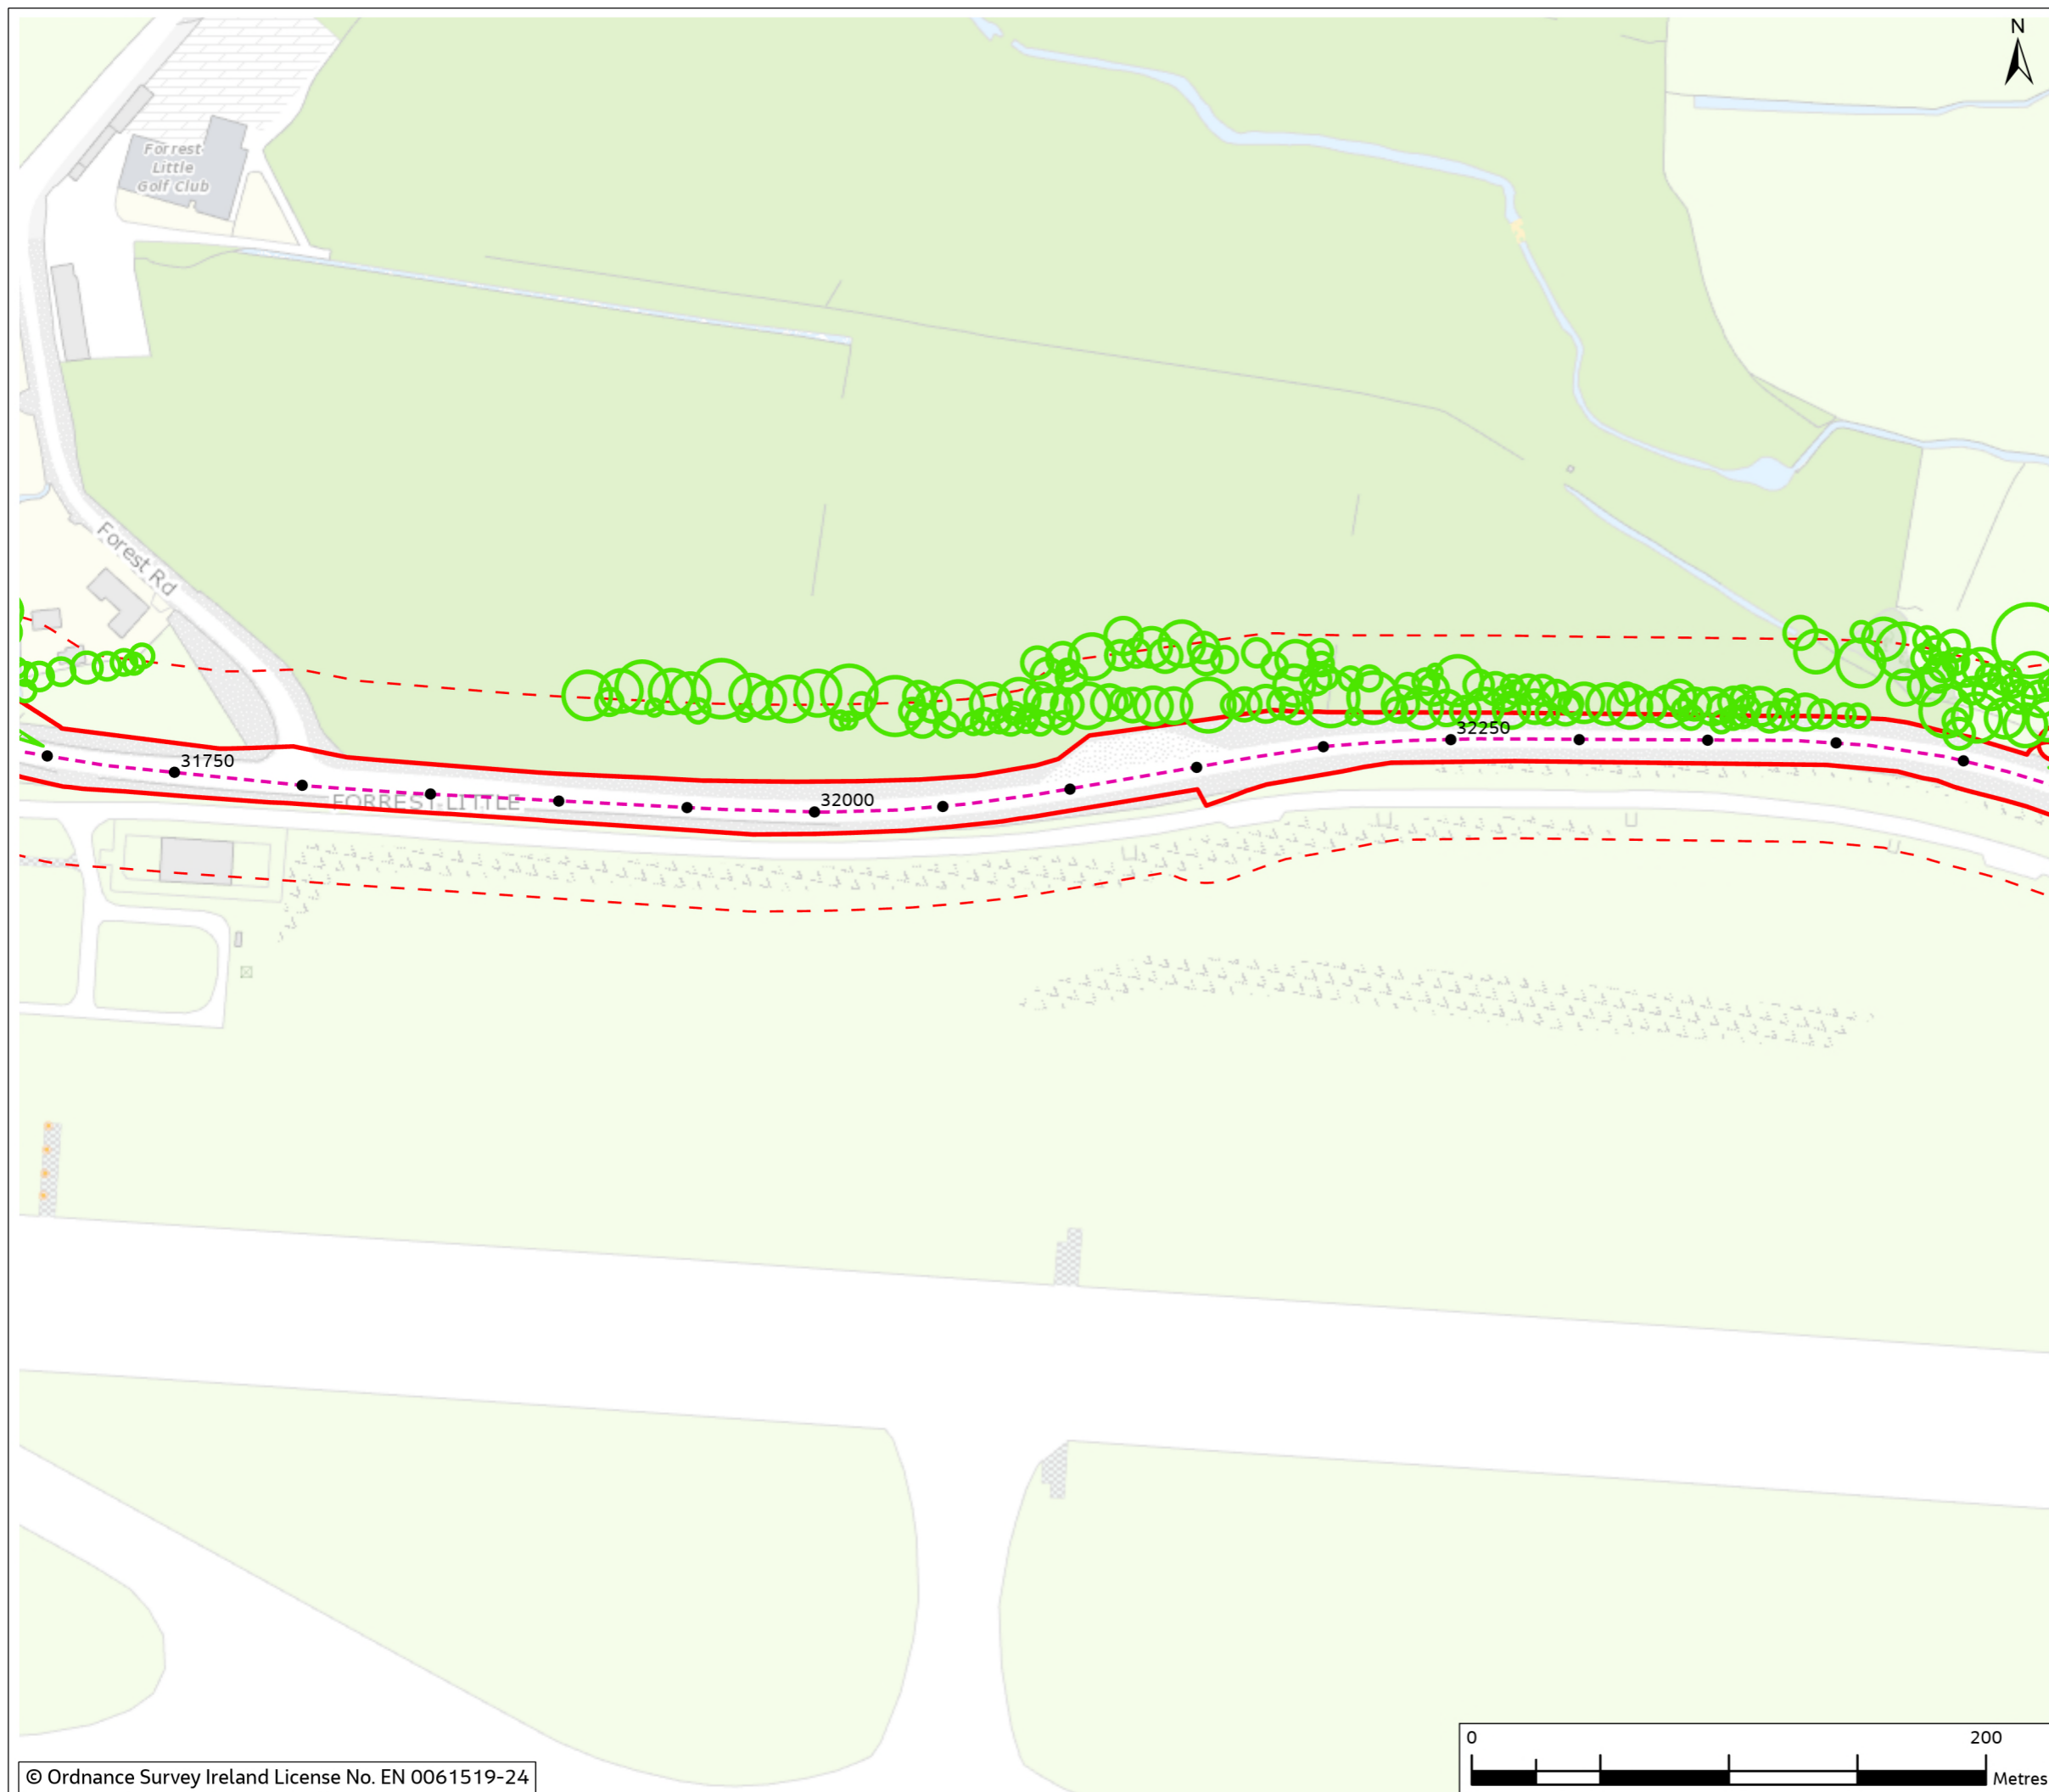 N
Forrest
Little
Golf Club
Forest Rd
31750
FORREST LITTLE
32000
32250
0 200
Metres
© Ordnance Survey Ireland License No. EN 0061519-24